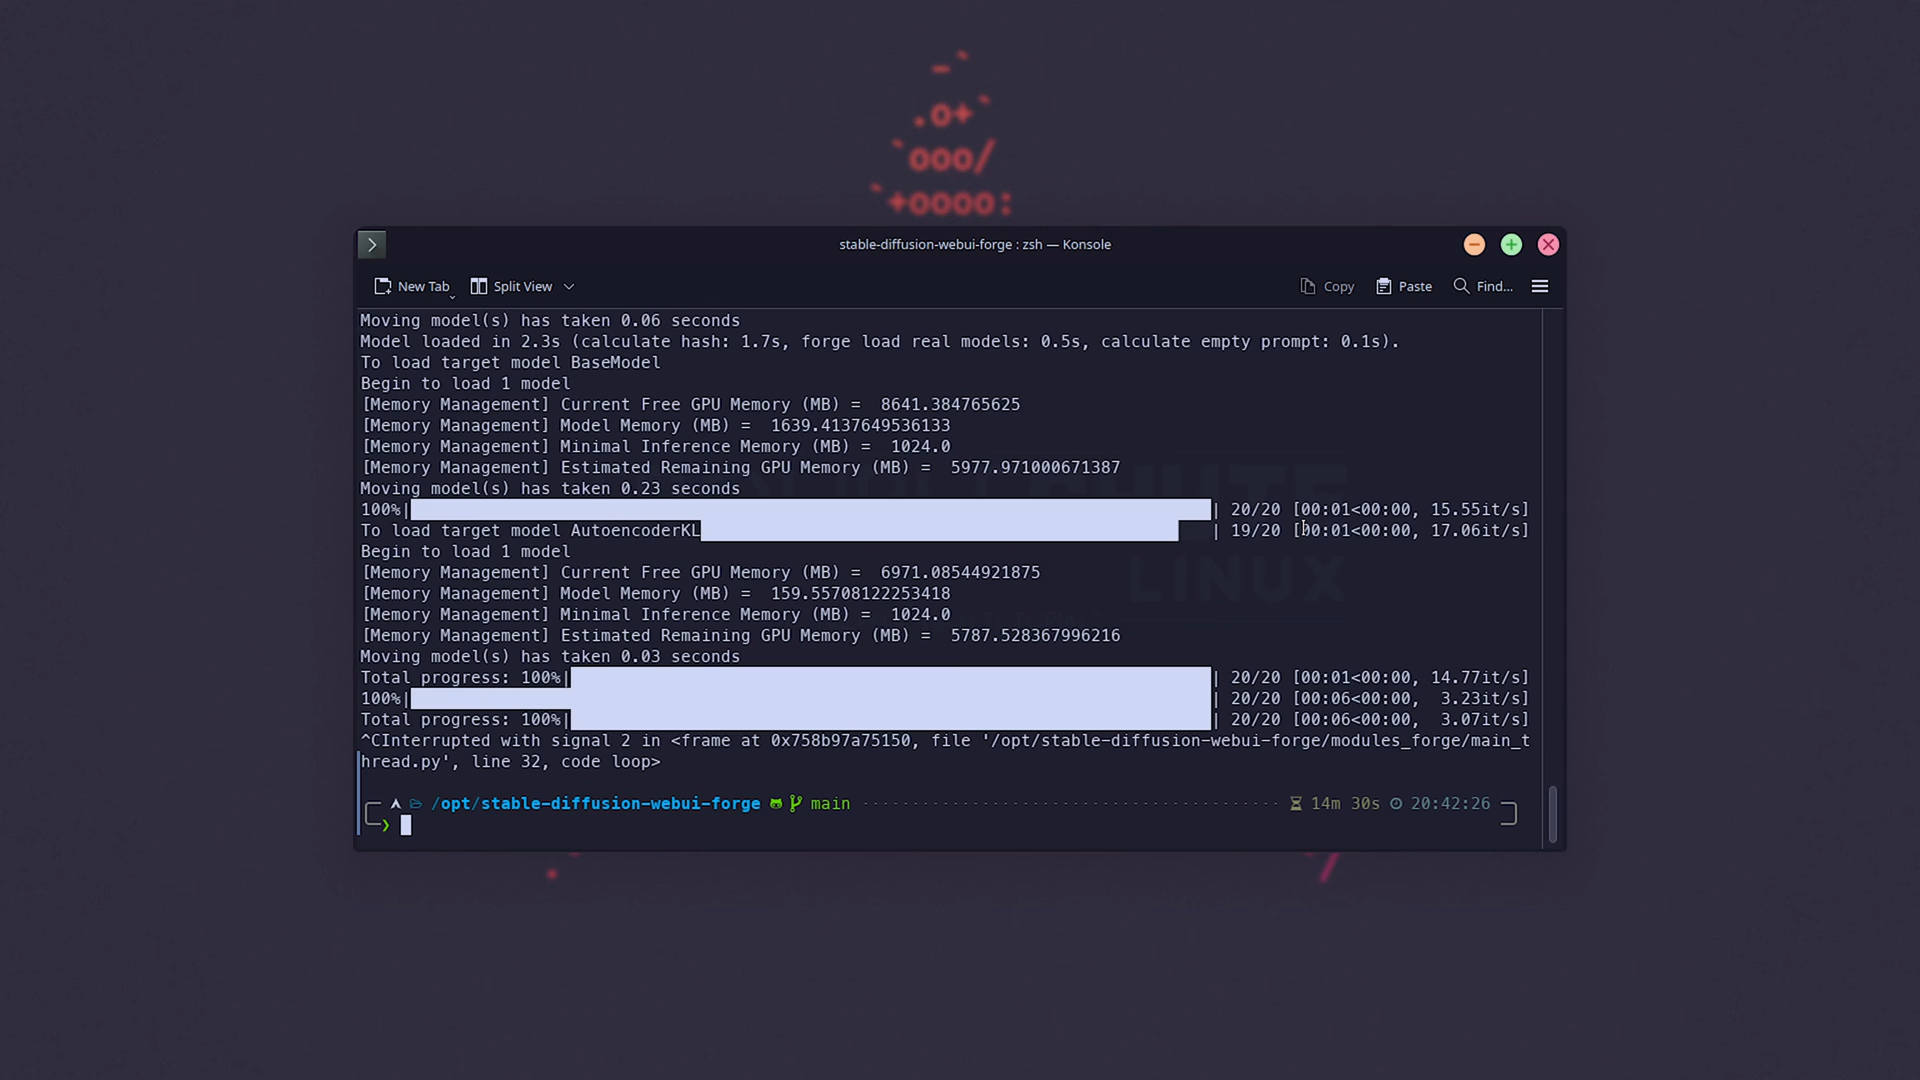 -`
.o+`
`ooo/
`+oooo:
stable-diffusion-webui-forge : zsh — Konsole
New Tab Split View Copy Paste Find...
Moving model(s) has taken 0.06 seconds
Model loaded in 2.3s (calculate hash: 1.7s, forge load real models: 0.5s, calculate empty prompt: 0.1s).
To load target model BaseModel
Begin to load 1 model
[Memory Management] Current Free GPU Memory (MB) =  8641.384765625
[Memory Management] Model Memory (MB) =  1639.4137649536133
[Memory Management] Minimal Inference Memory (MB) =  1024.0
[Memory Management] Estimated Remaining GPU Memory (MB) =  5977.971000671387
Moving model(s) has taken 0.23 seconds
100%| | 20/20 [00:01<00:00, 15.55it/s]
To load target model AutoencoderKL | 19/20 [00:01<00:00, 17.06it/s]
Begin to load 1 model
[Memory Management] Current Free GPU Memory (MB) =  6971.08544921875
[Memory Management] Model Memory (MB) =  159.55708122253418
[Memory Management] Minimal Inference Memory (MB) =  1024.0
[Memory Management] Estimated Remaining GPU Memory (MB) =  5787.528367996216
Moving model(s) has taken 0.03 seconds
Total progress: 100%| | 20/20 [00:01<00:00, 14.77it/s]
100%| | 20/20 [00:06<00:00,  3.23it/s]
Total progress: 100%| | 20/20 [00:06<00:00,  3.07it/s]
^CInterrupted with signal 2 in <frame at 0x758b97a75150, file '/opt/stable-diffusion-webui-forge/modules_forge/main_t
hread.py', line 32, code loop>
/opt/stable-diffusion-webui-forge main 14m 30s 20:42:26
❯
LINUX